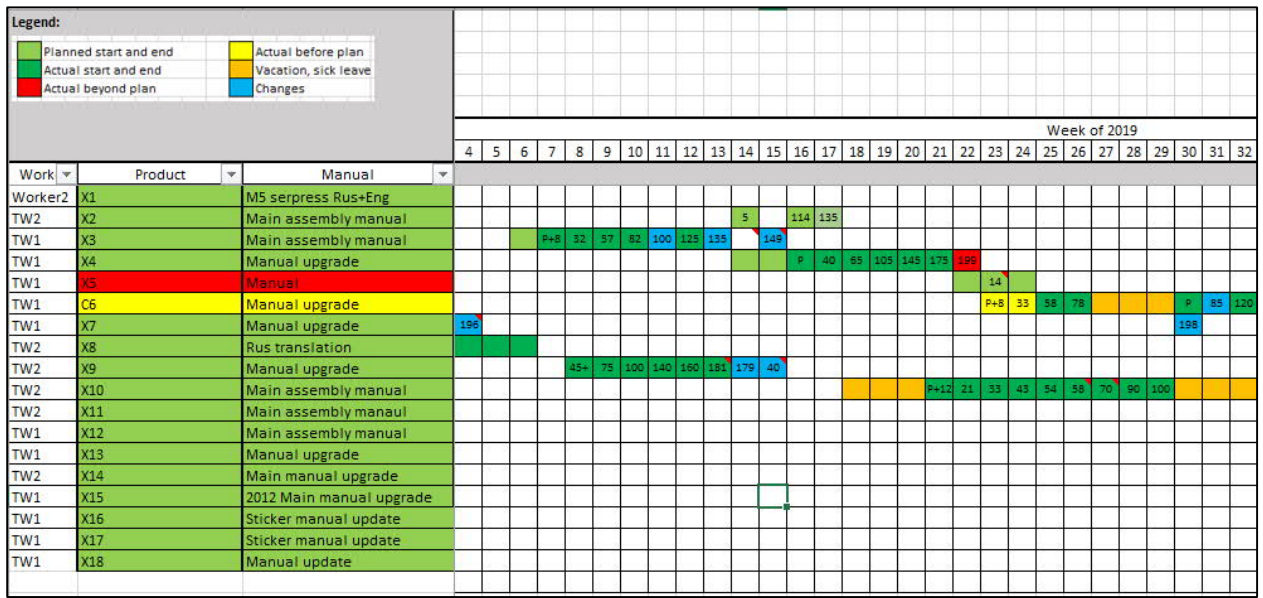 Legend:
Planned start and end Actual before plan
Actual start and end Vacation, sick leave
Actual beyond plan Changes
Week of 2019
4 5 6 7 8 9 10 11 12 13 14 15 16 17 18 19 20 21 22 23 24 25 26 27 28 29 30 31 32
Work Product Manual
Worker2 X1 M5 serpress Rus+Eng
TW2 X2 Main assembly manual 5 114 135
TW1 X3 Main assembly manual P+8 32 57 82 100 125 135 149
TW1 X4 Manual upgrade P 40 65 105 145 175 199
TW1 X5 Manual 14
TW1 C6 Manual upgrade P+8 33 58 78 P 85 120
TW1 X7 Manual upgrade 196 198
TW2 X8 Rus translation
TW2 X9 Manual upgrade 45+ 75 100 140 160 181 179 40
TW2 X10 Main assembly manual P+12 21 33 43 54 58 70 90 100
TW2 X11 Main assembly manaul
TW1 X12 Main assembly manual
TW1 X13 Manual upgrade
TW2 X14 Main manual upgrade
TW1 X15 2012 Main manual upgrade
TW1 X16 Sticker manual update
TW1 X17 Sticker manual update
TW1 X18 Manual update